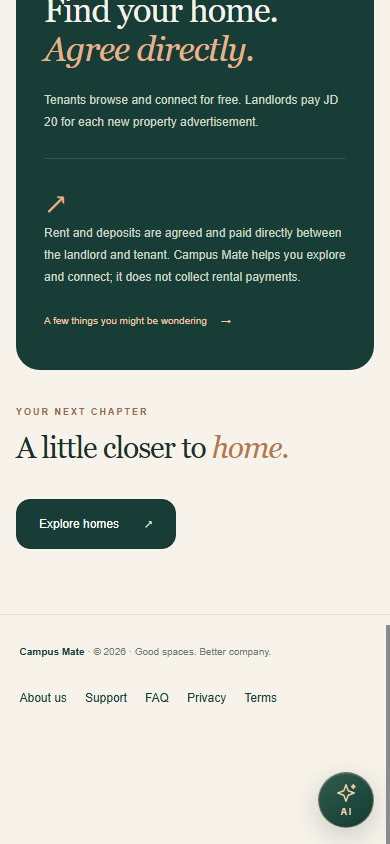 Find your home.
Agree directly.
Tenants browse and connect for free. Landlords pay JD
20 for each new property advertisement.
↗
Rent and deposits are agreed and paid directly between
the landlord and tenant. Campus Mate helps you explore
and connect; it does not collect rental payments.
A few things you might be wondering →
YOUR NEXT CHAPTER
A little closer to home.
Explore homes ↗
Campus Mate · © 2026 · Good spaces. Better company.
About us Support FAQ Privacy Terms
AI